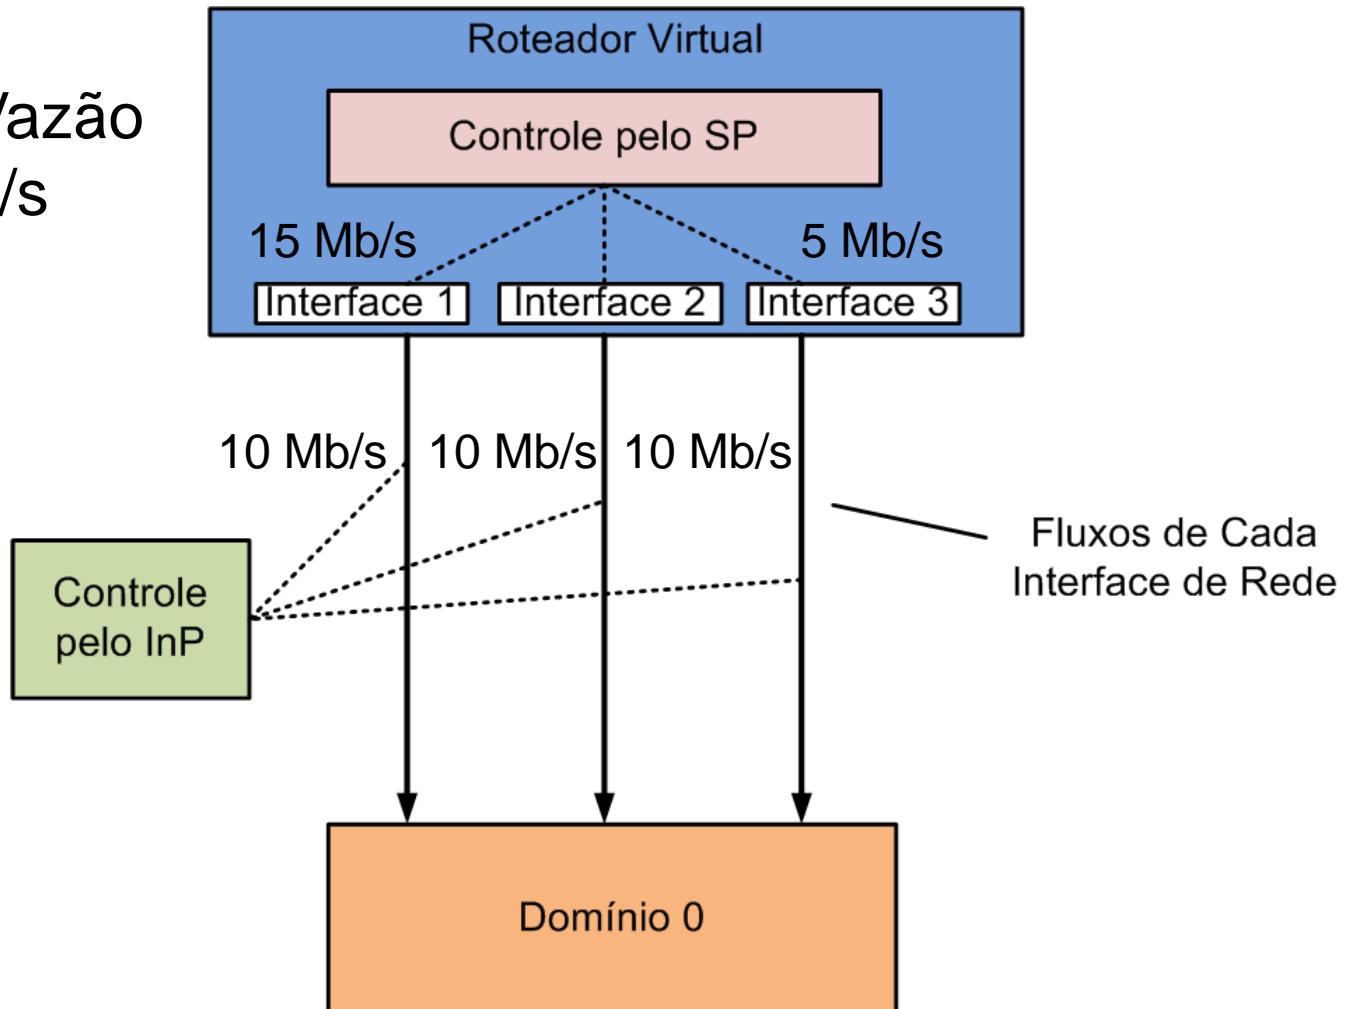 Roteador Virtual
Controle pelo SP
15 Mb/s
5 Mb/s
Interface 1
Interface 2
Interface 3
10 Mb/s
10 Mb/s
10 Mb/s
Fluxos de Cada
Interface de Rede
Controle
pelo InP
Domínio 0